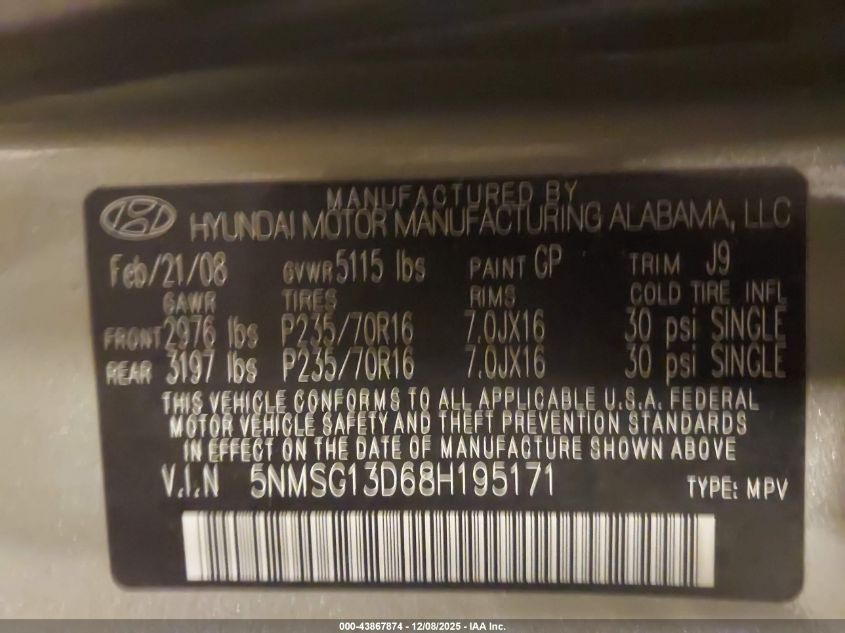 MANUFACTURED BY
HYUNDAI MOTOR MANUFACTURING ALABAMA, LLC
Feb/21/08 GVWR 5115 lbs PAINT GP TRIM J9
GAWR TIRES RIMS COLD TIRE INFL
FRONT 2976 lbs P235/70R16 7.0JX16 30 psi SINGLE
REAR 3197 lbs P235/70R16 7.0JX16 30 psi SINGLE
THIS VEHICLE CONFORMS TO ALL APPLICABLE U.S.A. FEDERAL
MOTOR VEHICLE SAFETY AND THEFT PREVENTION STANDARDS
IN EFFECT ON THE DATE OF MANUFACTURE SHOWN ABOVE
V.I.N 5NMSG13D68H195171 TYPE: MPV
000-43867874 - 12/08/2025 - IAA Inc.